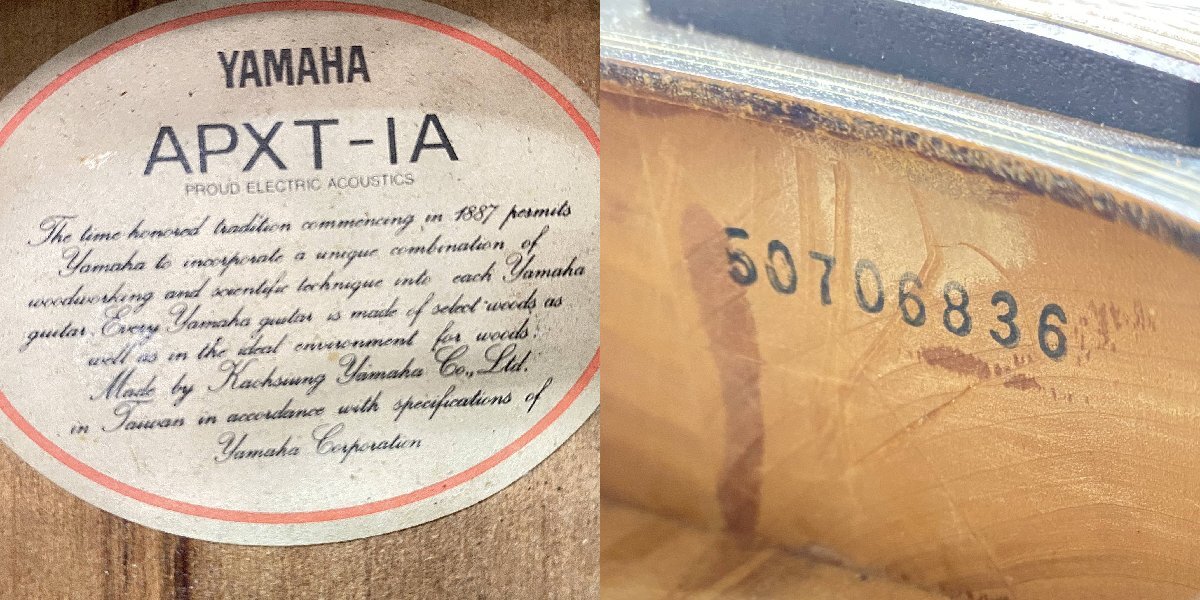 YAMAHA
APXT-1A
PROUD ELECTRIC ACOUSTICS
The time honored tradition commencing in 1887 permits
Yamaha to incorporate a unique combination of
woodworking and scientific technique into each Yamaha
guitar. Every Yamaha guitar is made of select woods as
well as in the ideal environment for woods.
Made by Kaohsiung Yamaha Co., Ltd.
in Taiwan in accordance with specifications of
Yamaha Corporation
50706836